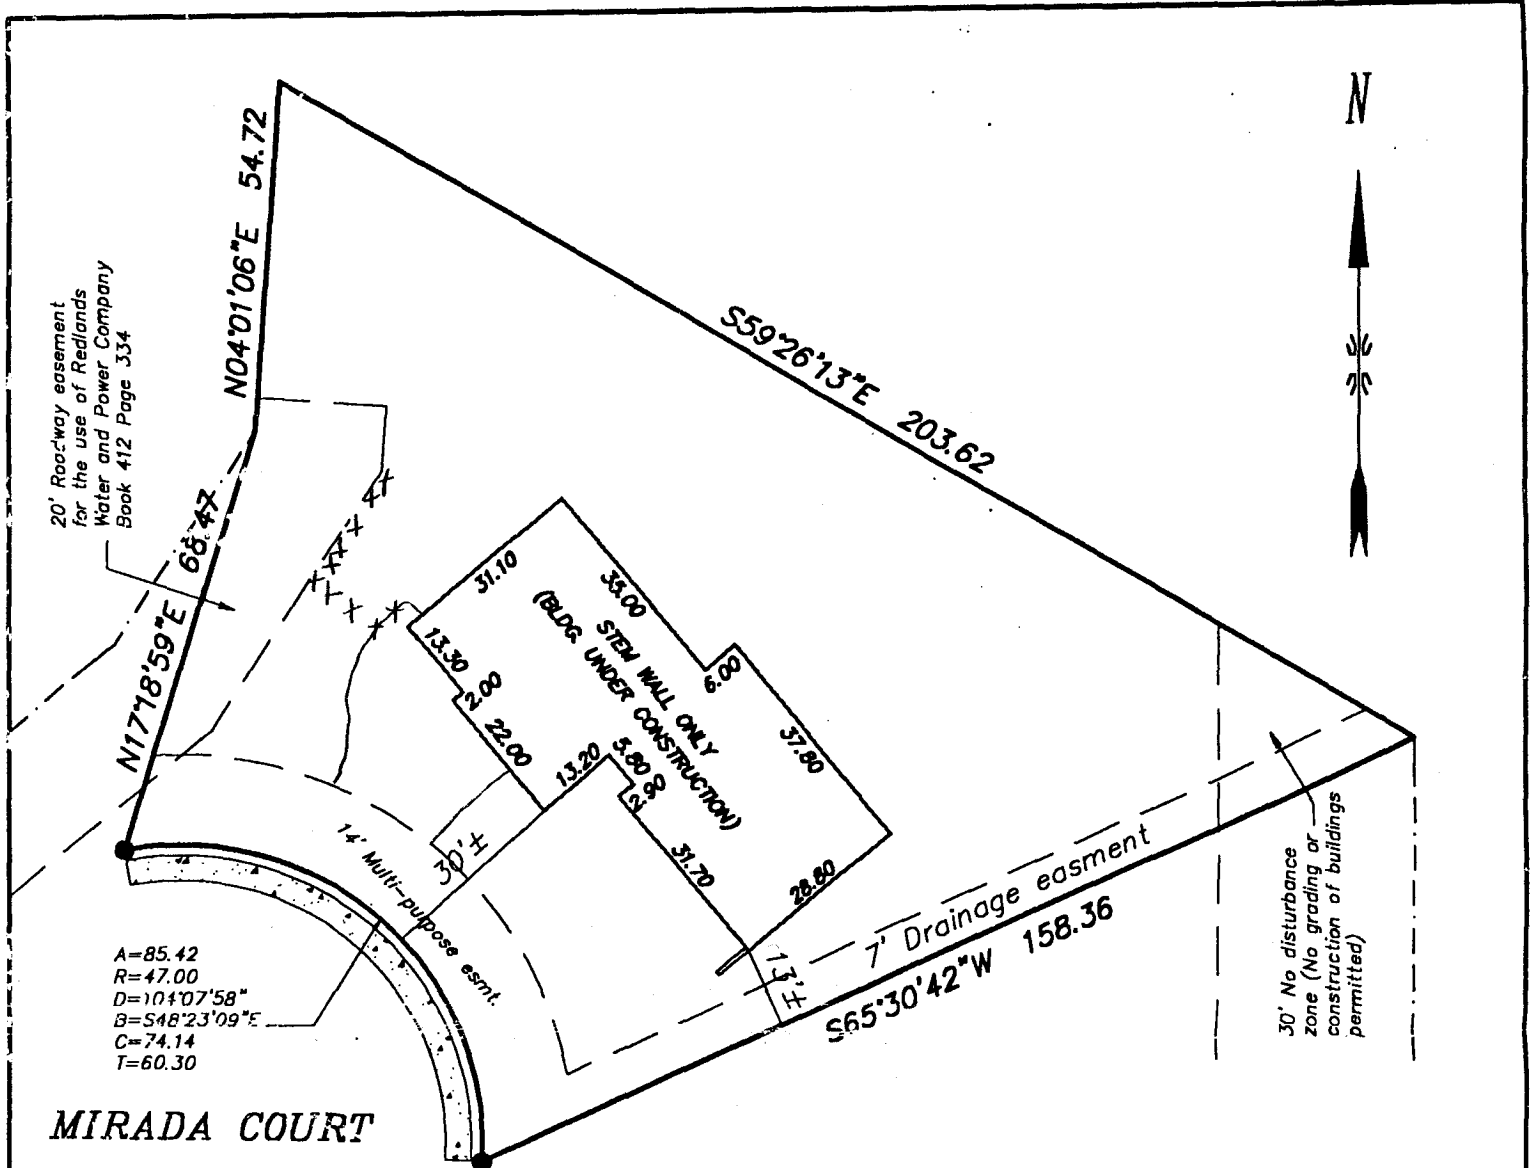 N
N04°01'06"E 54.72
20' Roadway easement
for the use of Redlands
Water and Power Company
Book 412 Page 334
S59°26'13"E 203.62
N17°18'59"E 68.47
31.10
35.00
STEM WALL ONLY
(BLDG. UNDER CONSTRUCTION)
13.30
2.00
22.00
6.00
37.80
13.20
5.80
2.90
31.70
28.80
30'±
14' Multi-purpose esmt.
13'±
7' Drainage easment
S65°30'42"W 158.36
30' No disturbance
zone (No grading or
construction of buildings
permitted)
A=85.42
R=47.00
D=104°07'58"
B=S48°23'09"E
C=74.14
T=60.30
MIRADA COURT